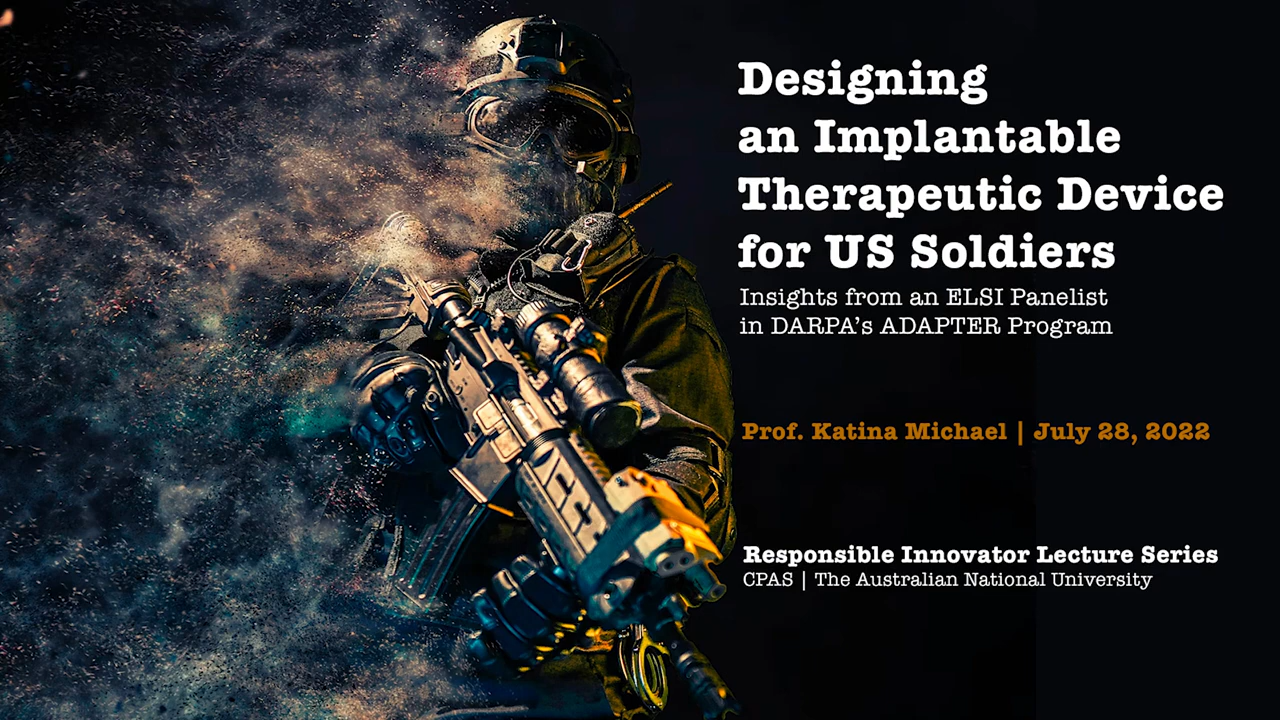 Designing
an Implantable
Therapeutic Device
for US Soldiers
Insights from an ELSI Panelist
in DARPA’s ADAPTER Program
Prof. Katina Michael | July 28, 2022
Responsible Innovator Lecture Series
CPAS | The Australian National University